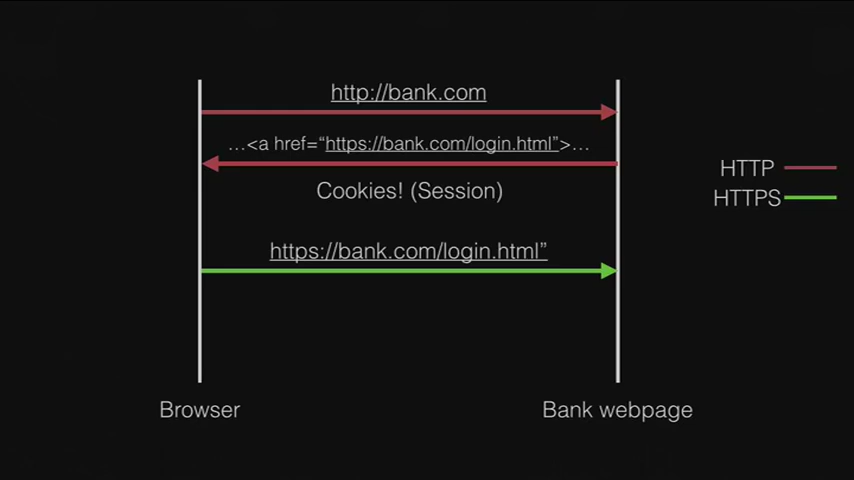 http://bank.com
…<a href=“https://bank.com/login.html”>…
Cookies! (Session)
https://bank.com/login.html”
HTTP
HTTPS
Browser
Bank webpage